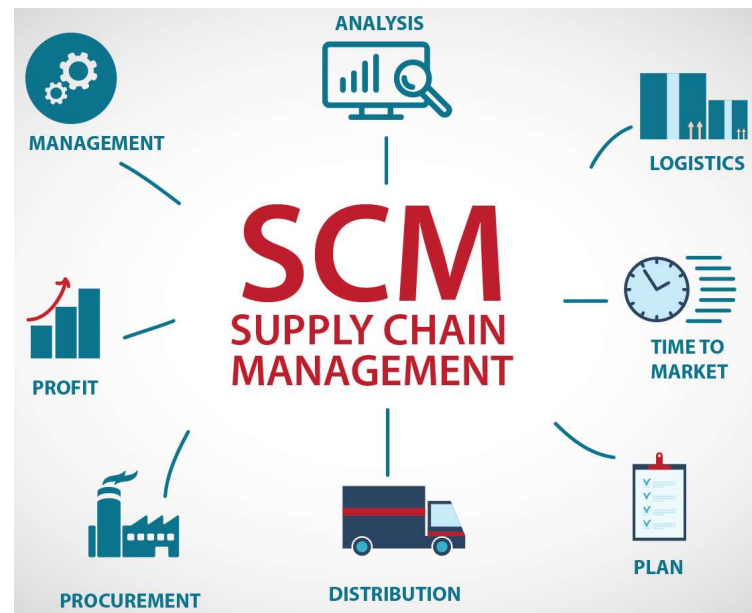 ANALYSIS
MANAGEMENT
LOGISTICS
SCM
SUPPLY CHAIN
MANAGEMENT
TIME TO
MARKET
PROFIT
PLAN
PROCUREMENT
DISTRIBUTION